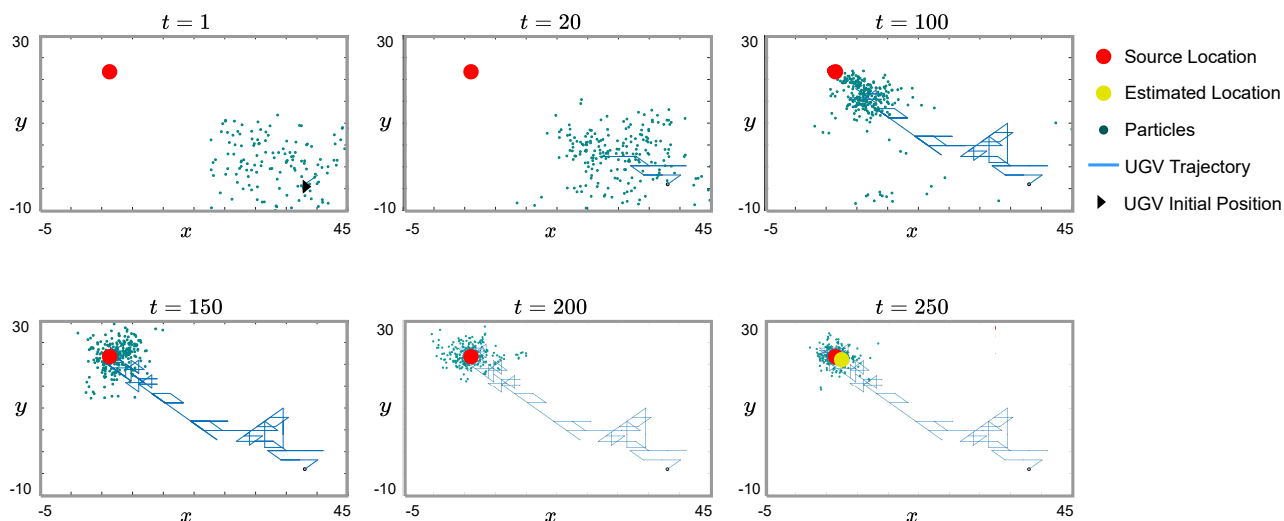 t = 1
30
y
-10
-5
x
45
t = 20
30
y
-10
-5
x
45
t = 100
30
y
-10
-5
x
45
Source Location
Estimated Location
Particles
UGV Trajectory
UGV Initial Position
t = 150
30
y
-10
-5
x
45
t = 200
30
y
-10
-5
x
45
t = 250
30
y
-10
-5
x
45